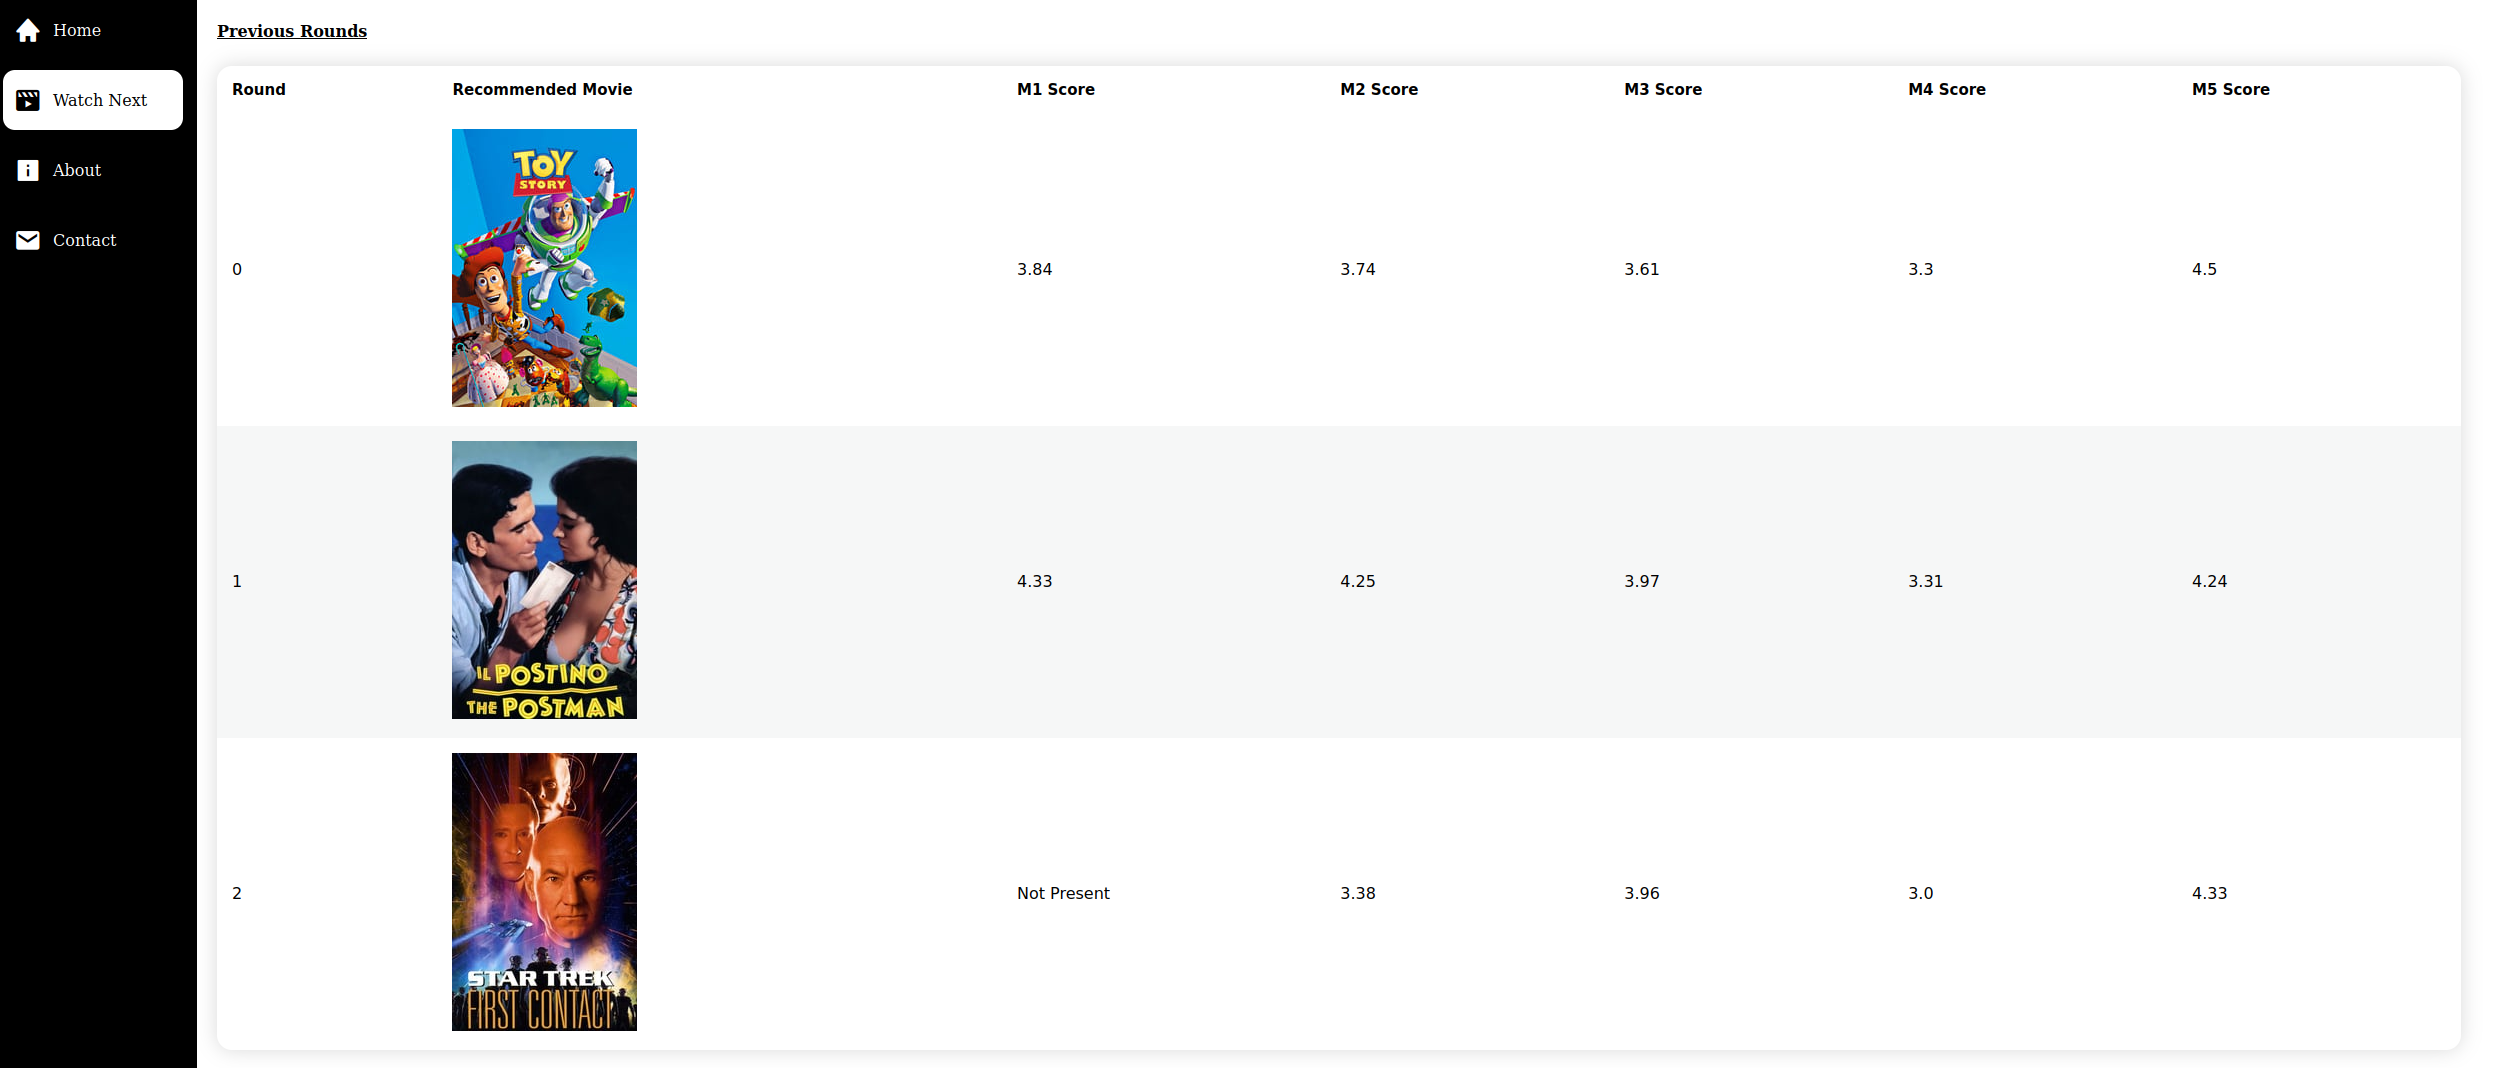 Home
Watch Next
About
Contact
Previous Rounds
Round Recommended Movie M1 Score M2 Score M3 Score M4 Score M5 Score
TOY
STORY
0 3.84 3.74 3.61 3.3 4.5
1 4.33 4.25 3.97 3.31 4.24
IL POSTINO
THE POSTMAN
2 Not Present 3.38 3.96 3.0 4.33
STAR TREK
FIRST CONTACT